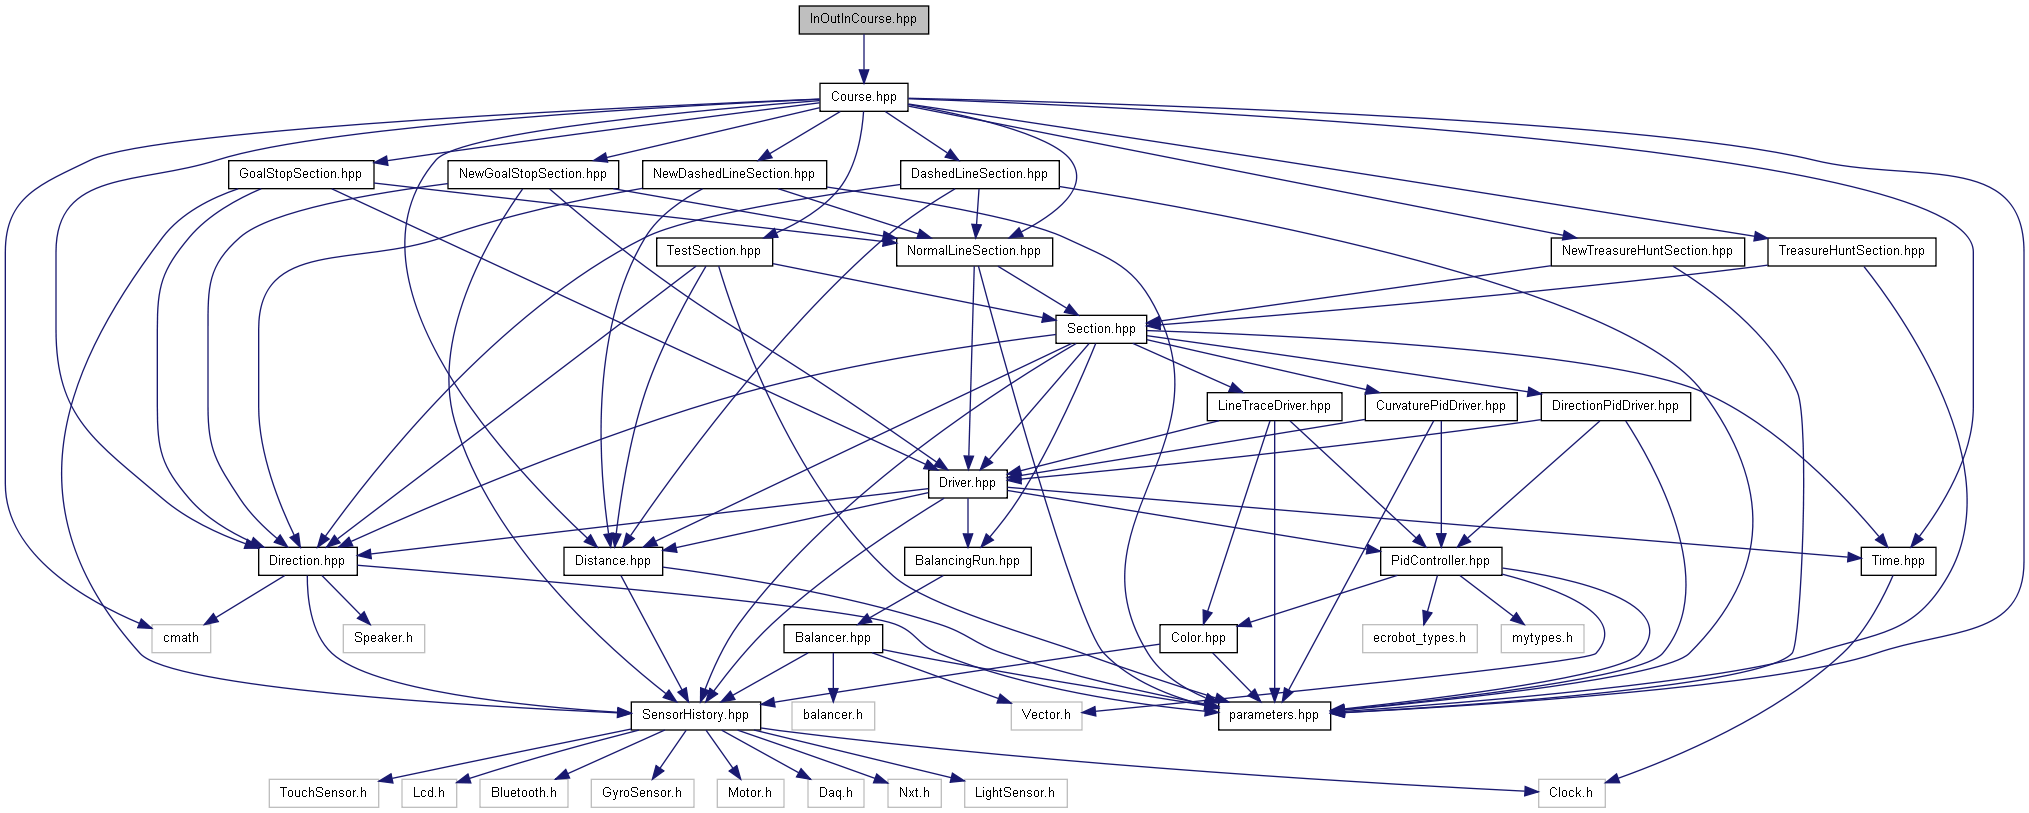 InOutInCourse.hpp
Course.hpp
GoalStopSection.hpp
NewGoalStopSection.hpp
NewDashedLineSection.hpp
DashedLineSection.hpp
TestSection.hpp
NormalLineSection.hpp
NewTreasureHuntSection.hpp
TreasureHuntSection.hpp
Section.hpp
LineTraceDriver.hpp
CurvaturePidDriver.hpp
DirectionPidDriver.hpp
Driver.hpp
Direction.hpp
Distance.hpp
BalancingRun.hpp
PidController.hpp
Time.hpp
cmath
Speaker.h
Balancer.hpp
Color.hpp
ecrobot_types.h
mytypes.h
SensorHistory.hpp
balancer.h
Vector.h
parameters.hpp
TouchSensor.h
Lcd.h
Bluetooth.h
GyroSensor.h
Motor.h
Daq.h
Nxt.h
LightSensor.h
Clock.h